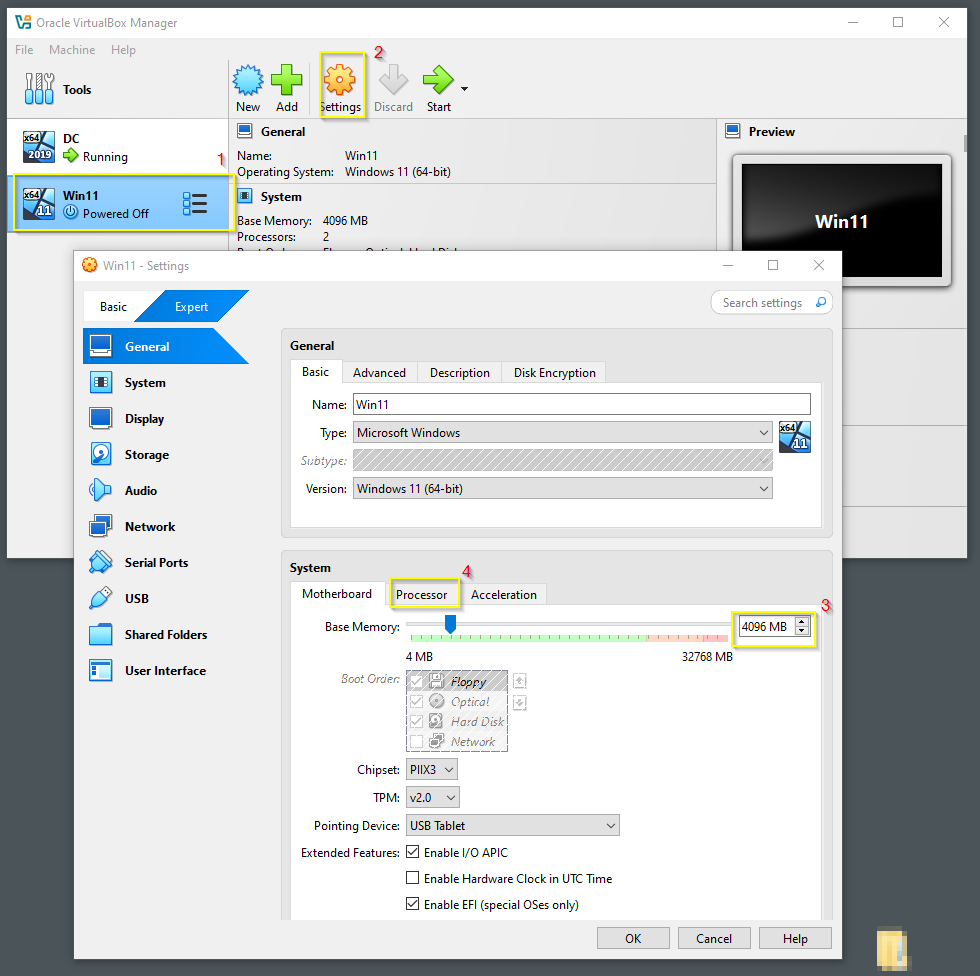 Oracle VirtualBox Manager
File Machine Help
2
Tools
New Add Settings Discard Start
x64 2019 DC
Running
1
x64 11 Win11
Powered Off
General
Name: Win11
Operating System: Windows 11 (64-bit)
System
Base Memory: 4096 MB
Processors: 2
Preview
Win11
Win11 - Settings
Basic Expert
Search settings
General
System
Display
Storage
Audio
Network
Serial Ports
USB
Shared Folders
User Interface
General
Basic Advanced Description Disk Encryption
Name: Win11
Type: Microsoft Windows
x64 11
Subtype:
Version: Windows 11 (64-bit)
System
4
Motherboard Processor Acceleration
3
Base Memory: 4096 MB
4 MB 32768 MB
Boot Order: Floppy
Optical
Hard Disk
Network
Chipset: PIIX3
TPM: v2.0
Pointing Device: USB Tablet
Extended Features: Enable I/O APIC
Enable Hardware Clock in UTC Time
Enable EFI (special OSes only)
OK Cancel Help